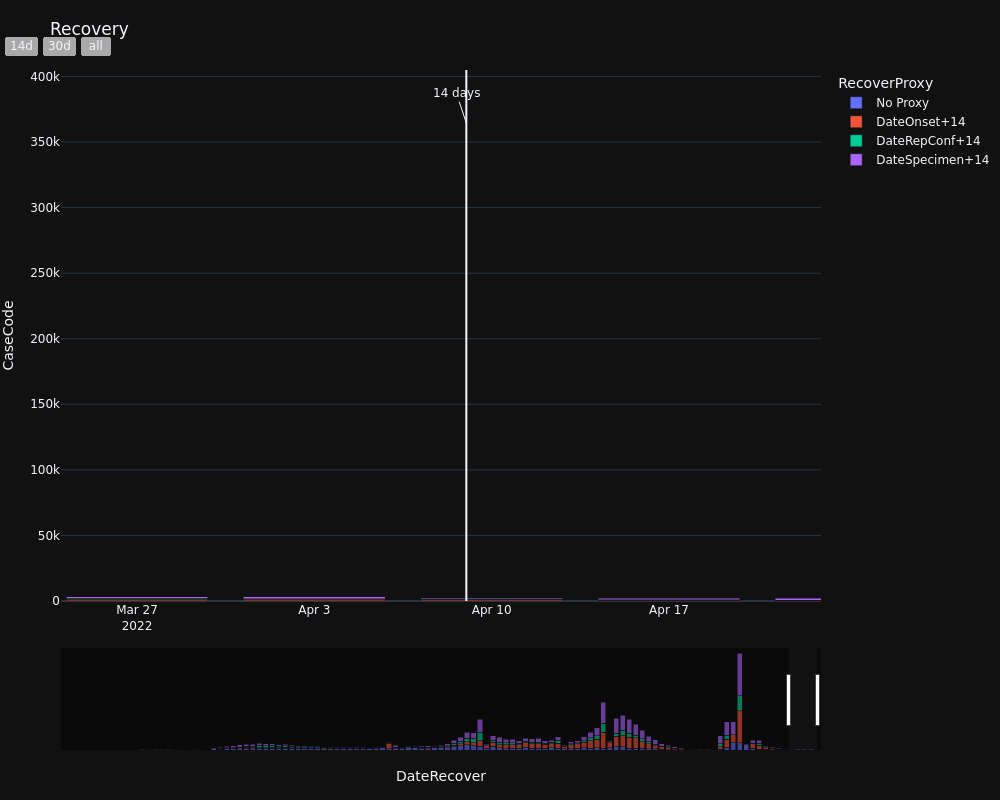 Recovery
14d 30d all
400k
350k
300k
250k
200k
150k
100k
50k
0
CaseCode
14 days
Mar 27
2022
Apr 3
Apr 10
Apr 17
DateRecover
RecoverProxy
No Proxy
DateOnset+14
DateRepConf+14
DateSpecimen+14